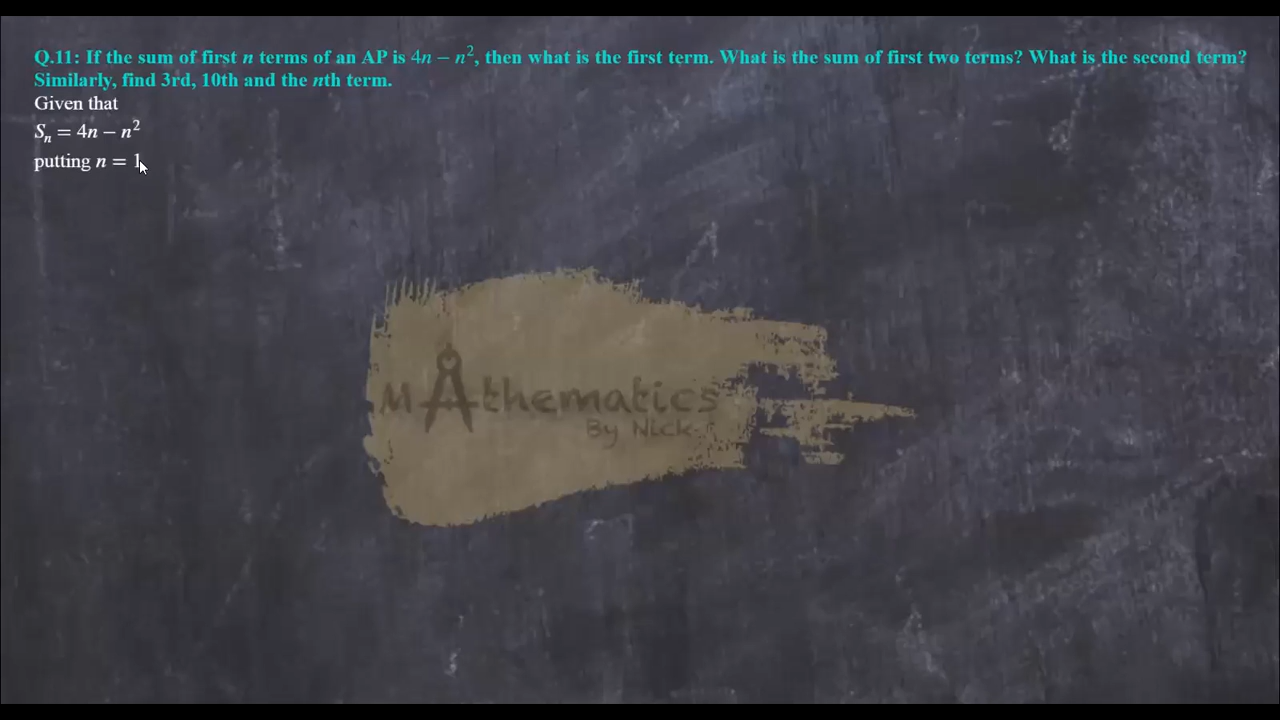 Q.11: If the sum of first n terms of an AP is 4n − n², then what is the first term. What is the sum of first two terms? What is the second term?
Similarly, find 3rd, 10th and the nth term.
Given that
Sₙ = 4n − n²
putting n = 1
MAthematics
By Nick